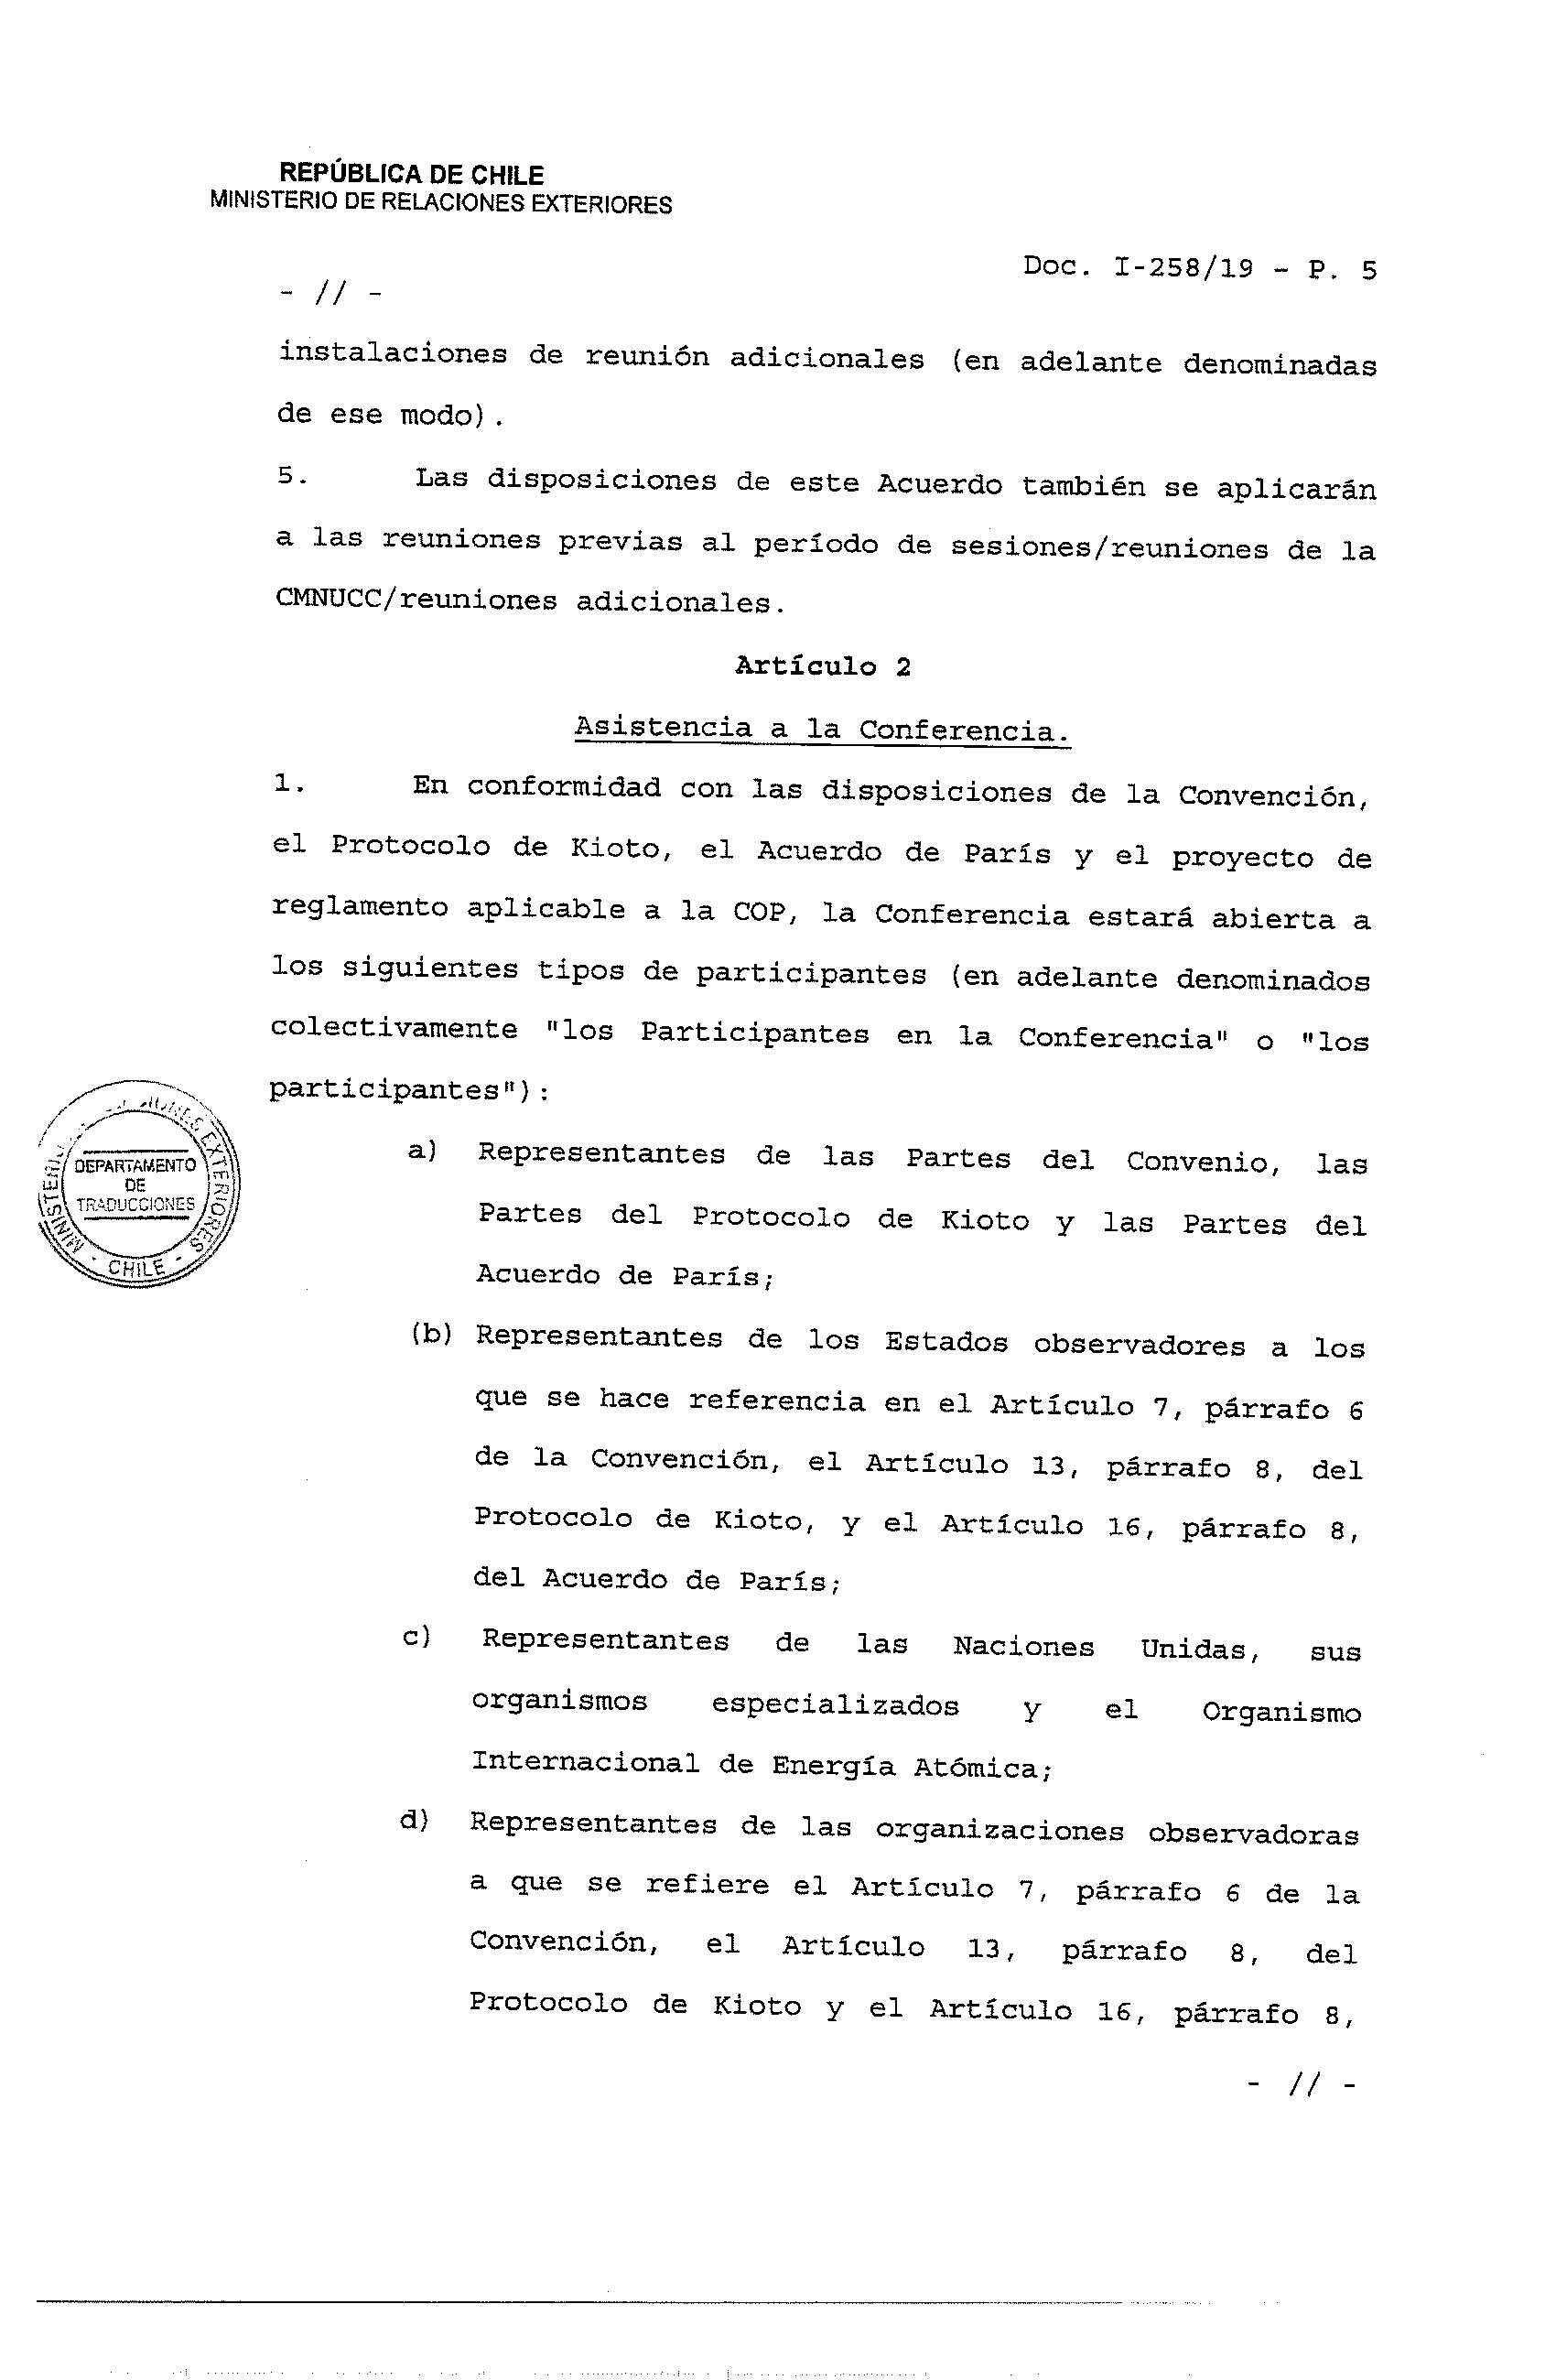 REPÚBLICA DE CHILE
MINISTERIO DE RELACIONES EXTERIORES
Doc. I-258/19 - P. 5
- // -
instalaciones de reunión adicionales (en adelante denominadas
de ese modo).
5. Las disposiciones de este Acuerdo también se aplicarán
a las reuniones previas al período de sesiones/reuniones de la
CMNUCC/reuniones adicionales.
Artículo 2
Asistencia a la Conferencia.
1. En conformidad con las disposiciones de la Convención,
el Protocolo de Kioto, el Acuerdo de París y el proyecto de
reglamento aplicable a la COP, la Conferencia estará abierta a
los siguientes tipos de participantes (en adelante denominados
colectivamente "los Participantes en la Conferencia" o "los
participantes"):
a) Representantes de las Partes del Convenio, las
Partes del Protocolo de Kioto y las Partes del
Acuerdo de París;
(b) Representantes de los Estados observadores a los
que se hace referencia en el Artículo 7, párrafo 6
de la Convención, el Artículo 13, párrafo 8, del
Protocolo de Kioto, y el Artículo 16, párrafo 8,
del Acuerdo de París;
c) Representantes de las Naciones Unidas, sus
organismos especializados y el Organismo
Internacional de Energía Atómica;
d) Representantes de las organizaciones observadoras
a que se refiere el Artículo 7, párrafo 6 de la
Convención, el Artículo 13, párrafo 8, del
Protocolo de Kioto y el Artículo 16, párrafo 8,
- // -
EXTERIORES
DEPARTAMENTO
DE
TRADUCCIONES
- CHILE -